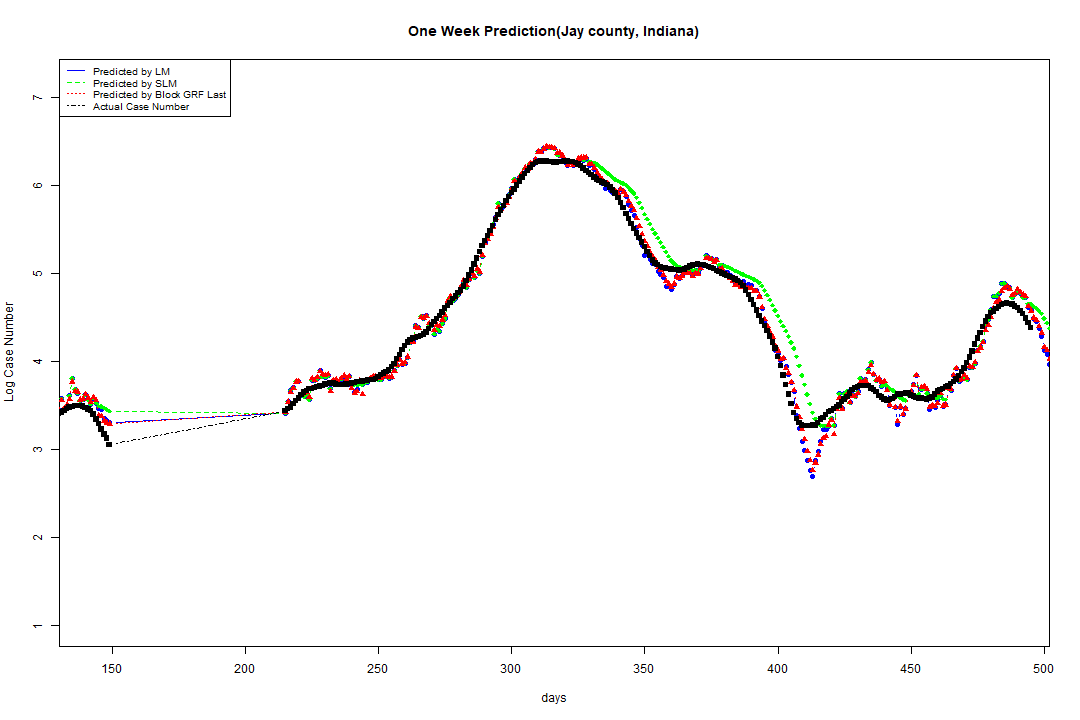 One Week Prediction(Jay county, Indiana)
Predicted by LM
Predicted by SLM
Predicted by Block GRF Last
Actual Case Number
Log Case Number
7
6
5
4
3
2
1
150 200 250 300 350 400 450 500
days